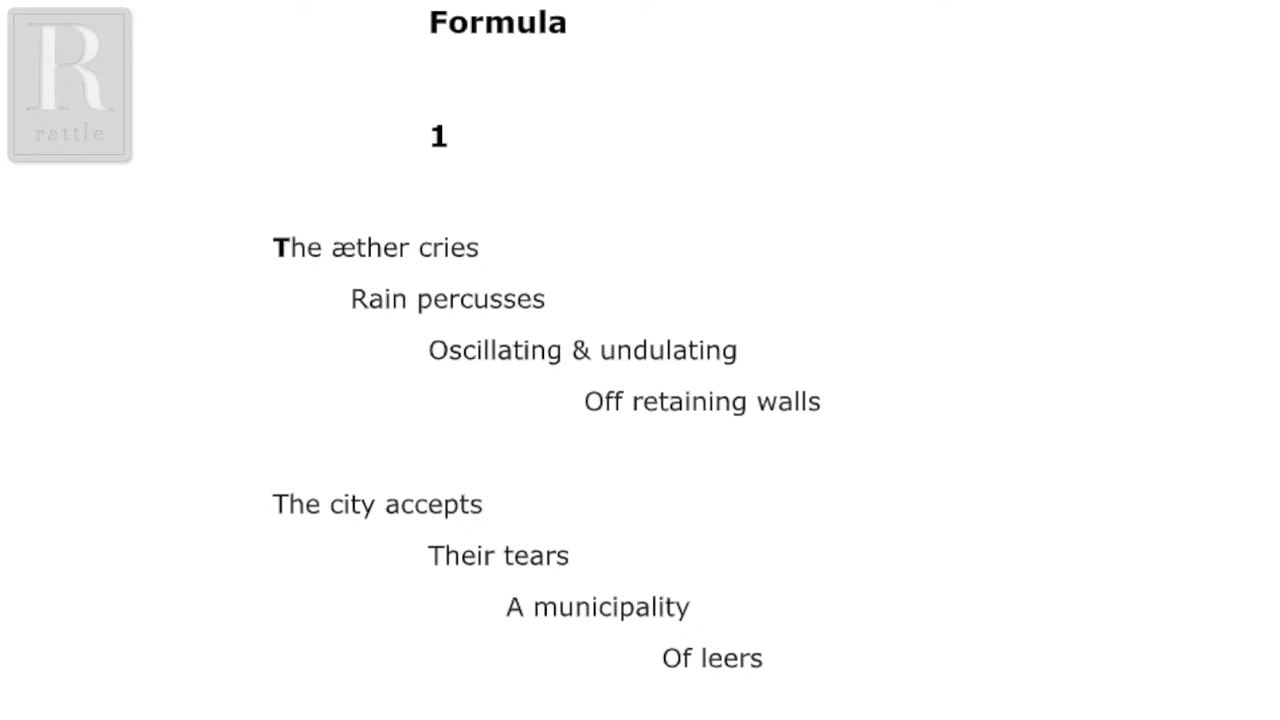 Formula
R
rattle
1
The æther cries
Rain percusses
Oscillating & undulating
Off retaining walls
The city accepts
Their tears
A municipality
Of leers